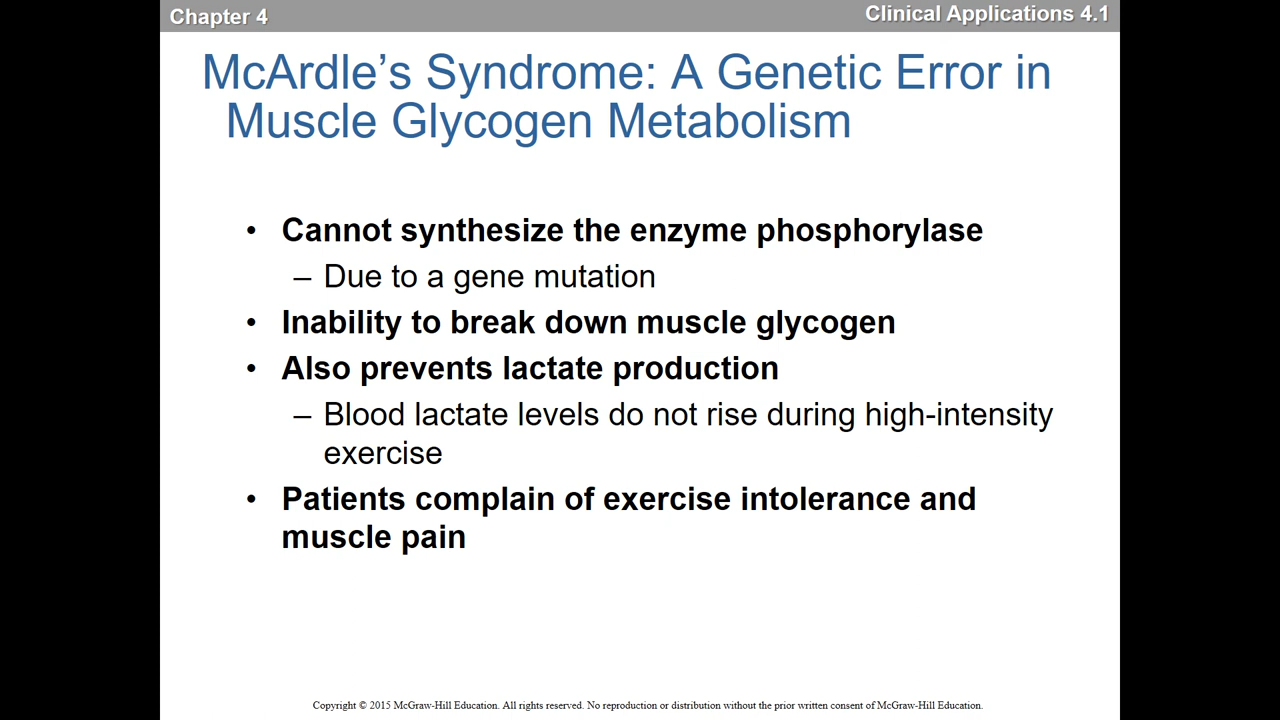 Chapter 4
Clinical Applications 4.1
McArdle’s Syndrome: A Genetic Error in
Muscle Glycogen Metabolism
• Cannot synthesize the enzyme phosphorylase
– Due to a gene mutation
• Inability to break down muscle glycogen
• Also prevents lactate production
– Blood lactate levels do not rise during high-intensity
exercise
• Patients complain of exercise intolerance and
muscle pain
Copyright © 2015 McGraw-Hill Education. All rights reserved. No reproduction or distribution without the prior written consent of McGraw-Hill Education.